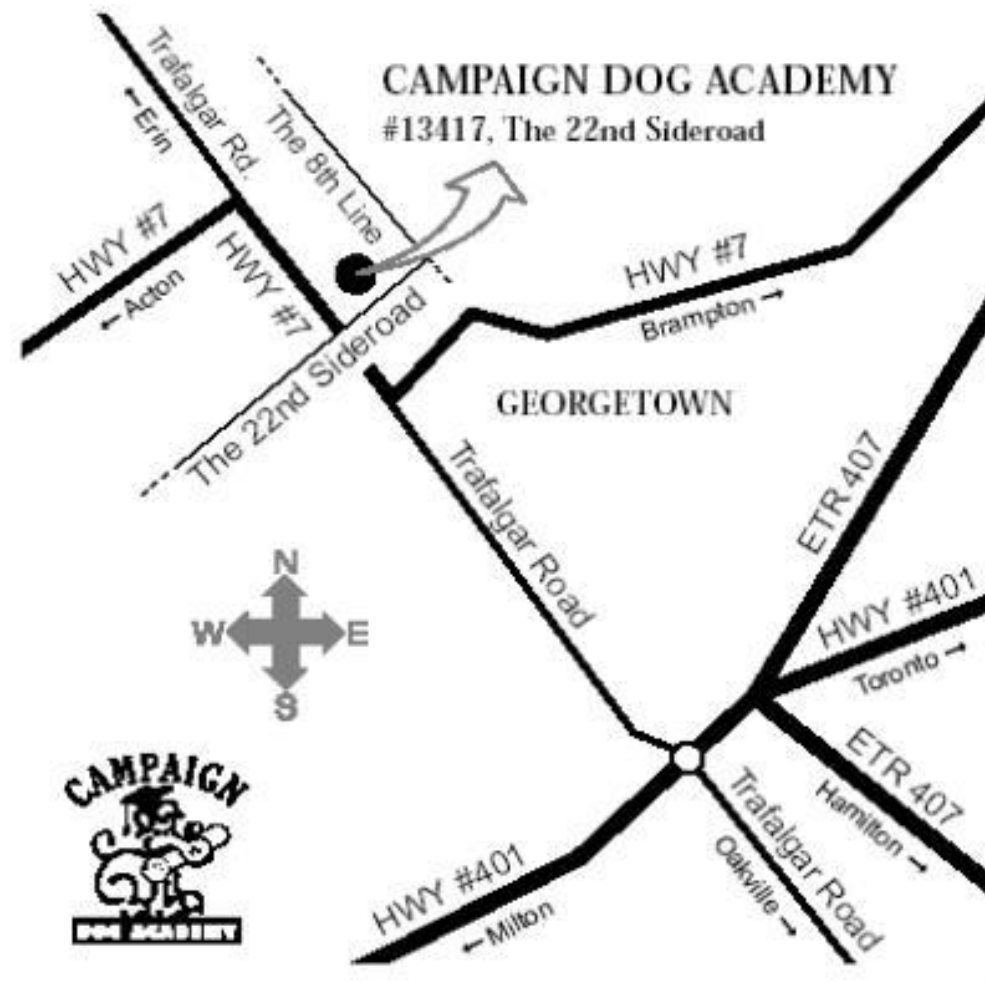 CAMPAIGN DOG ACADEMY
#13417, The 22nd Sideroad
Trafalgar Rd.
←Erin
The 8th Line
HWY #7
← Acton
HWY #7
HWY #7
Brampton →
The 22nd Sideroad
GEORGETOWN
Trafalgar Road
ETR 407
HWY #401
Toronto →
N
W E
S
ETR 407
Hamilton →
Trafalgar Road
Oakville →
HWY #401
← Milton
CAMPAIGN
DOG ACADEMY